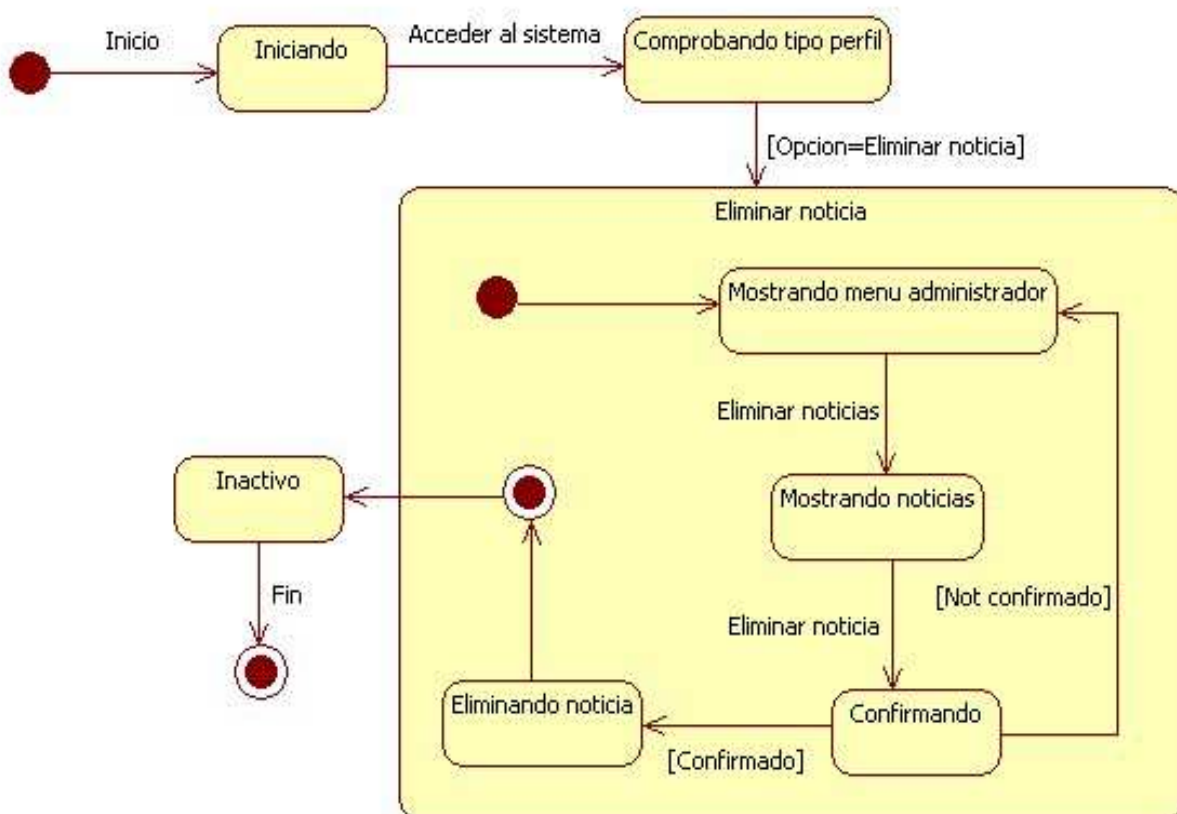 Inicio
Iniciando
Acceder al sistema
Comprobando tipo perfil
[Opcion=Eliminar noticia]
Eliminar noticia
Mostrando menu administrador
Eliminar noticias
Inactivo
Mostrando noticias
Fin
[Not confirmado]
Eliminar noticia
Eliminando noticia
Confirmando
[Confirmado]